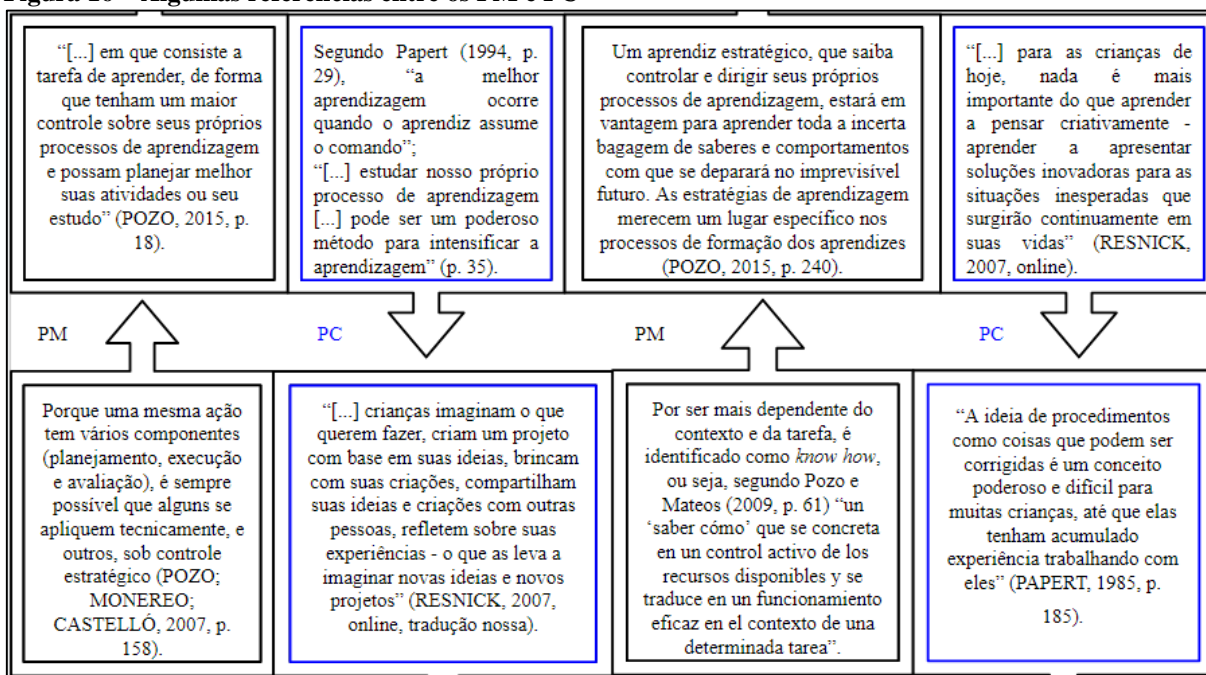 Figura 10 – Algumas referências entre os PM e PC
“[...] em que consiste a
tarefa de aprender, de forma
que tenham um maior
controle sobre seus próprios
processos de aprendizagem
e possam planejar melhor
suas atividades ou seu
estudo” (POZO, 2015, p.
18).
Segundo Papert (1994, p.
29), “a melhor
aprendizagem ocorre
quando o aprendiz assume
o comando”;
“[...] estudar nosso próprio
processo de aprendizagem
[...] pode ser um poderoso
método para intensificar a
aprendizagem” (p. 35).
Um aprendiz estratégico, que saiba
controlar e dirigir seus próprios
processos de aprendizagem, estará em
vantagem para aprender toda a incerta
bagagem de saberes e comportamentos
com que se deparará no imprevisível
futuro. As estratégias de aprendizagem
merecem um lugar específico nos
processos de formação dos aprendizes
(POZO, 2015, p. 240).
“[...] para as crianças de
hoje, nada é mais
importante do que aprender
a pensar criativamente -
aprender a apresentar
soluções inovadoras para as
situações inesperadas que
surgirão continuamente em
suas vidas” (RESNICK,
2007, online).
PM
PC
PM
PC
Porque uma mesma ação
tem vários componentes
(planejamento, execução
e avaliação), é sempre
possível que alguns se
apliquem tecnicamente, e
outros, sob controle
estratégico (POZO;
MONEREO;
CASTELLÓ, 2007, p.
158).
“[...] crianças imaginam o que
querem fazer, criam um projeto
com base em suas ideias, brincam
com suas criações, compartilham
suas ideias e criações com outras
pessoas, refletem sobre suas
experiências - o que as leva a
imaginar novas ideias e novos
projetos” (RESNICK, 2007,
online, tradução nossa).
Por ser mais dependente do
contexto e da tarefa, é
identificado como know how,
ou seja, segundo Pozo e
Mateos (2009, p. 61) “un
‘saber cómo’ que se concreta
en un control activo de los
recursos disponibles y se
traduce en un funcionamiento
eficaz en el contexto de una
determinada tarea”.
“A ideia de procedimentos
como coisas que podem ser
corrigidas é um conceito
poderoso e difícil para
muitas crianças, até que elas
tenham acumulado
experiência trabalhando com
eles” (PAPERT, 1985, p.
185).